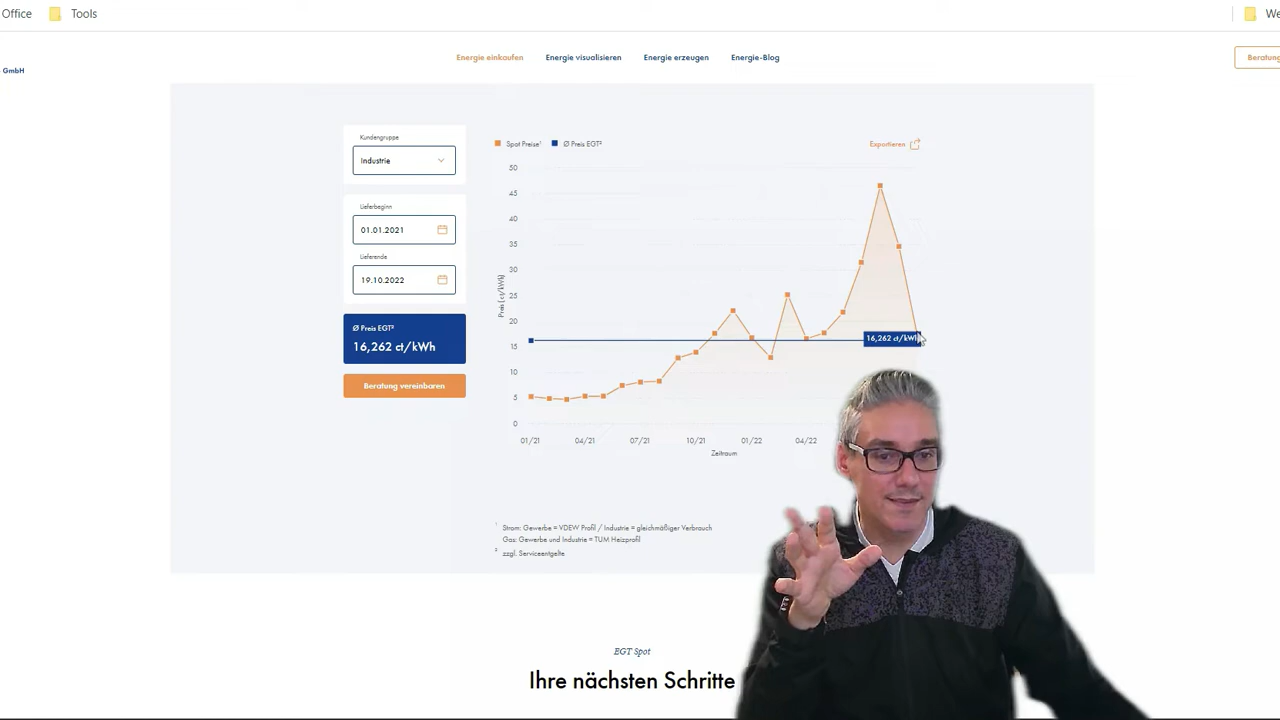 Office
Tools
We
GmbH
Energie einkaufen
Energie visualisieren
Energie erzeugen
Energie-Blog
Beratung
Kundengruppe
Industrie
Lieferbeginn
01.01.2021
Lieferende
19.10.2022
Ø Preis EGT²
16,262 ct/kWh
Beratung vereinbaren
Spot Preise¹
Ø Preis EGT²
Exportieren
Preis [ct/kWh]
50
45
40
35
30
25
20
15
10
5
0
16,262 ct/kWh
01/21
04/21
07/21
10/21
01/22
04/22
Zeitraum
¹ Strom: Gewerbe = VDEW Profil / Industrie = gleichmäßiger Verbrauch
Gas: Gewerbe und Industrie = TUM Heizprofil
² zzgl. Serviceentgelte
EGT Spot
Ihre nächsten Schritte